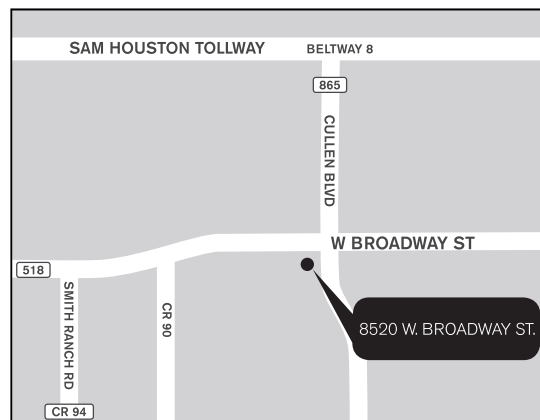 SAM HOUSTON TOLLWAY
BELTWAY 8
865
CULLEN BLVD
W BROADWAY ST
518
SMITH RANCH RD
CR 90
8520 W. BROADWAY ST.
CR 94